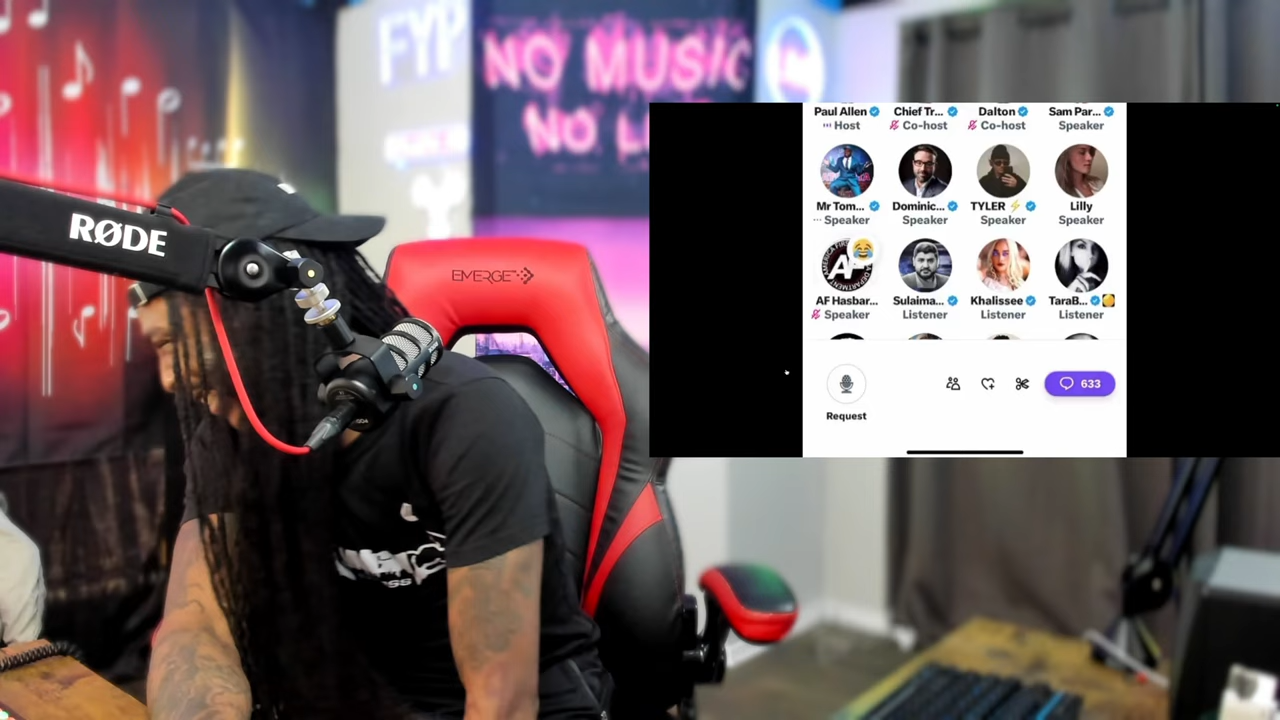 FYP
NO MUSIC
NO L
RØDE
EMERGE
Paul Allen
Host
Chief Tr...
Co-host
Dalton
Co-host
Sam Par...
Speaker
Mr Tom...
Speaker
Dominic...
Speaker
TYLER ⚡
Speaker
Lilly
Speaker
AF Hasbar...
Speaker
Sulaima...
Listener
Khalissee
Listener
TaraB...
Listener
Request
633